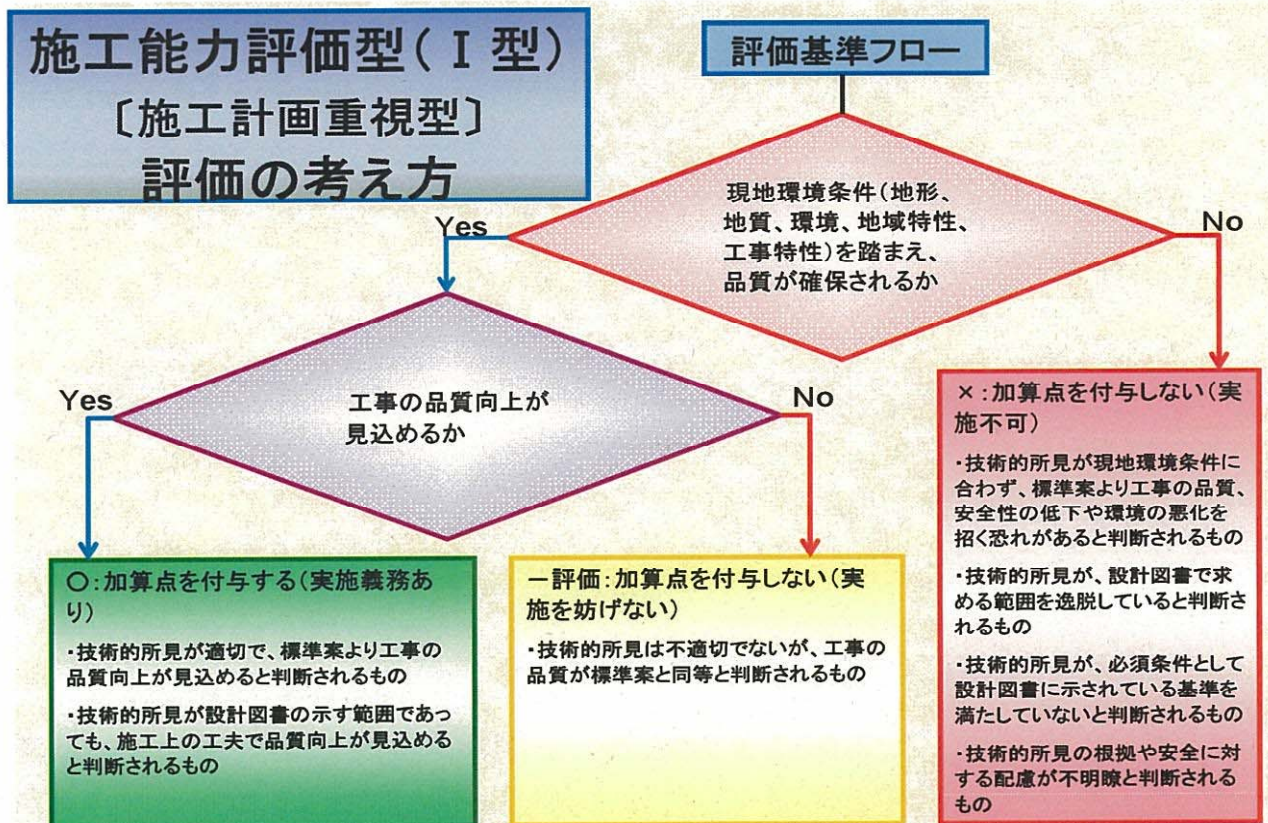 施工能力評価型(Ⅰ型)
〔施工計画重視型〕
評価の考え方
評価基準フロー
現地環境条件(地形、
地質、環境、地域特性、
工事特性)を踏まえ、
品質が確保されるか
Yes
No
工事の品質向上が
見込めるか
Yes
No
○:加算点を付与する(実施義務あ
り)
・技術的所見が適切で、標準案より工事の
品質向上が見込めると判断されるもの
・技術的所見が設計図書の示す範囲であっ
ても、施工上の工夫で品質向上が見込める
と判断されるもの
－評価:加算点を付与しない(実
施を妨げない)
・技術的所見は不適切でないが、工事の
品質が標準案と同等と判断されるもの
×:加算点を付与しない(実
施不可)
・技術的所見が現地環境条件に
合わず、標準案より工事の品質、
安全性の低下や環境の悪化を
招く恐れがあると判断されるもの
・技術的所見が、設計図書で求
める範囲を逸脱していると判断さ
れるもの
・技術的所見が、必須条件として
設計図書に示されている基準を
満たしていないと判断されるもの
・技術的所見の根拠や安全に対
する配慮が不明瞭と判断される
もの